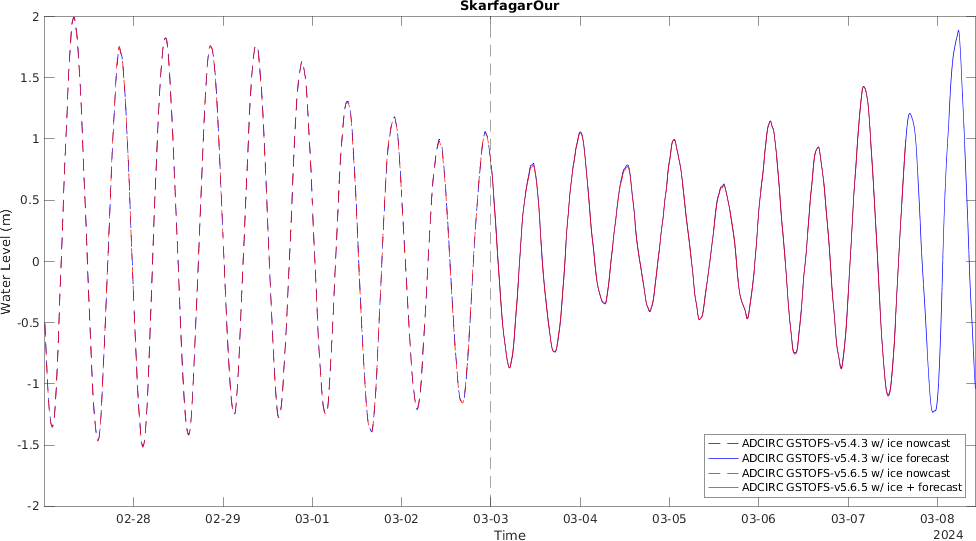 SkarfagarOur
2
1.5
1
0.5
0
-0.5
-1
-1.5
-2
Water Level (m)
02-28 02-29 03-01 03-02 03-03 03-04 03-05 03-06 03-07 03-08
Time
2024
ADCIRC GSTOFS-v5.4.3 w/ ice nowcast
ADCIRC GSTOFS-v5.4.3 w/ ice forecast
ADCIRC GSTOFS-v5.6.5 w/ ice nowcast
ADCIRC GSTOFS-v5.6.5 w/ ice + forecast